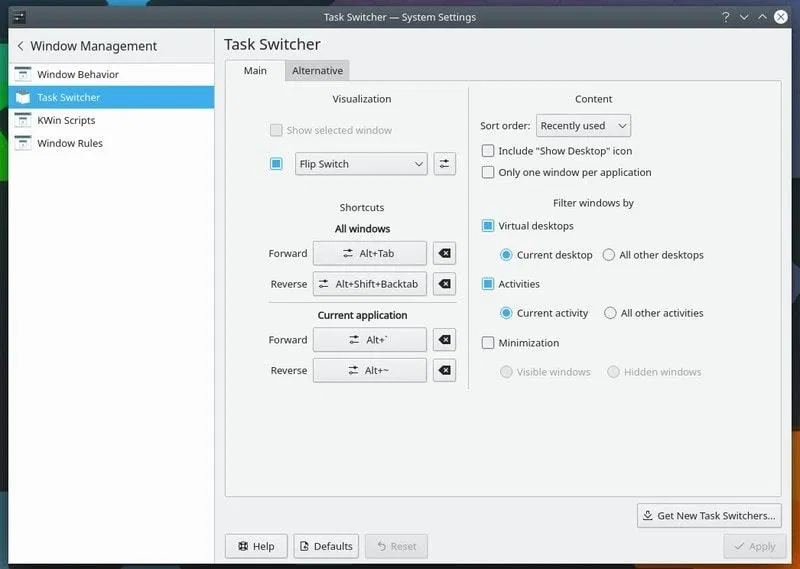 Task Switcher — System Settings
Window Management
Window Behavior
Task Switcher
KWin Scripts
Window Rules
Task Switcher
Main Alternative
Visualization
Show selected window
Flip Switch
Shortcuts
All windows
Forward Alt+Tab
Reverse Alt+Shift+Backtab
Current application
Forward Alt+`
Reverse Alt+~
Content
Sort order: Recently used
Include "Show Desktop" icon
Only one window per application
Filter windows by
Virtual desktops
Current desktop All other desktops
Activities
Current activity All other activities
Minimization
Visible windows Hidden windows
Get New Task Switchers...
Help Defaults Reset Apply